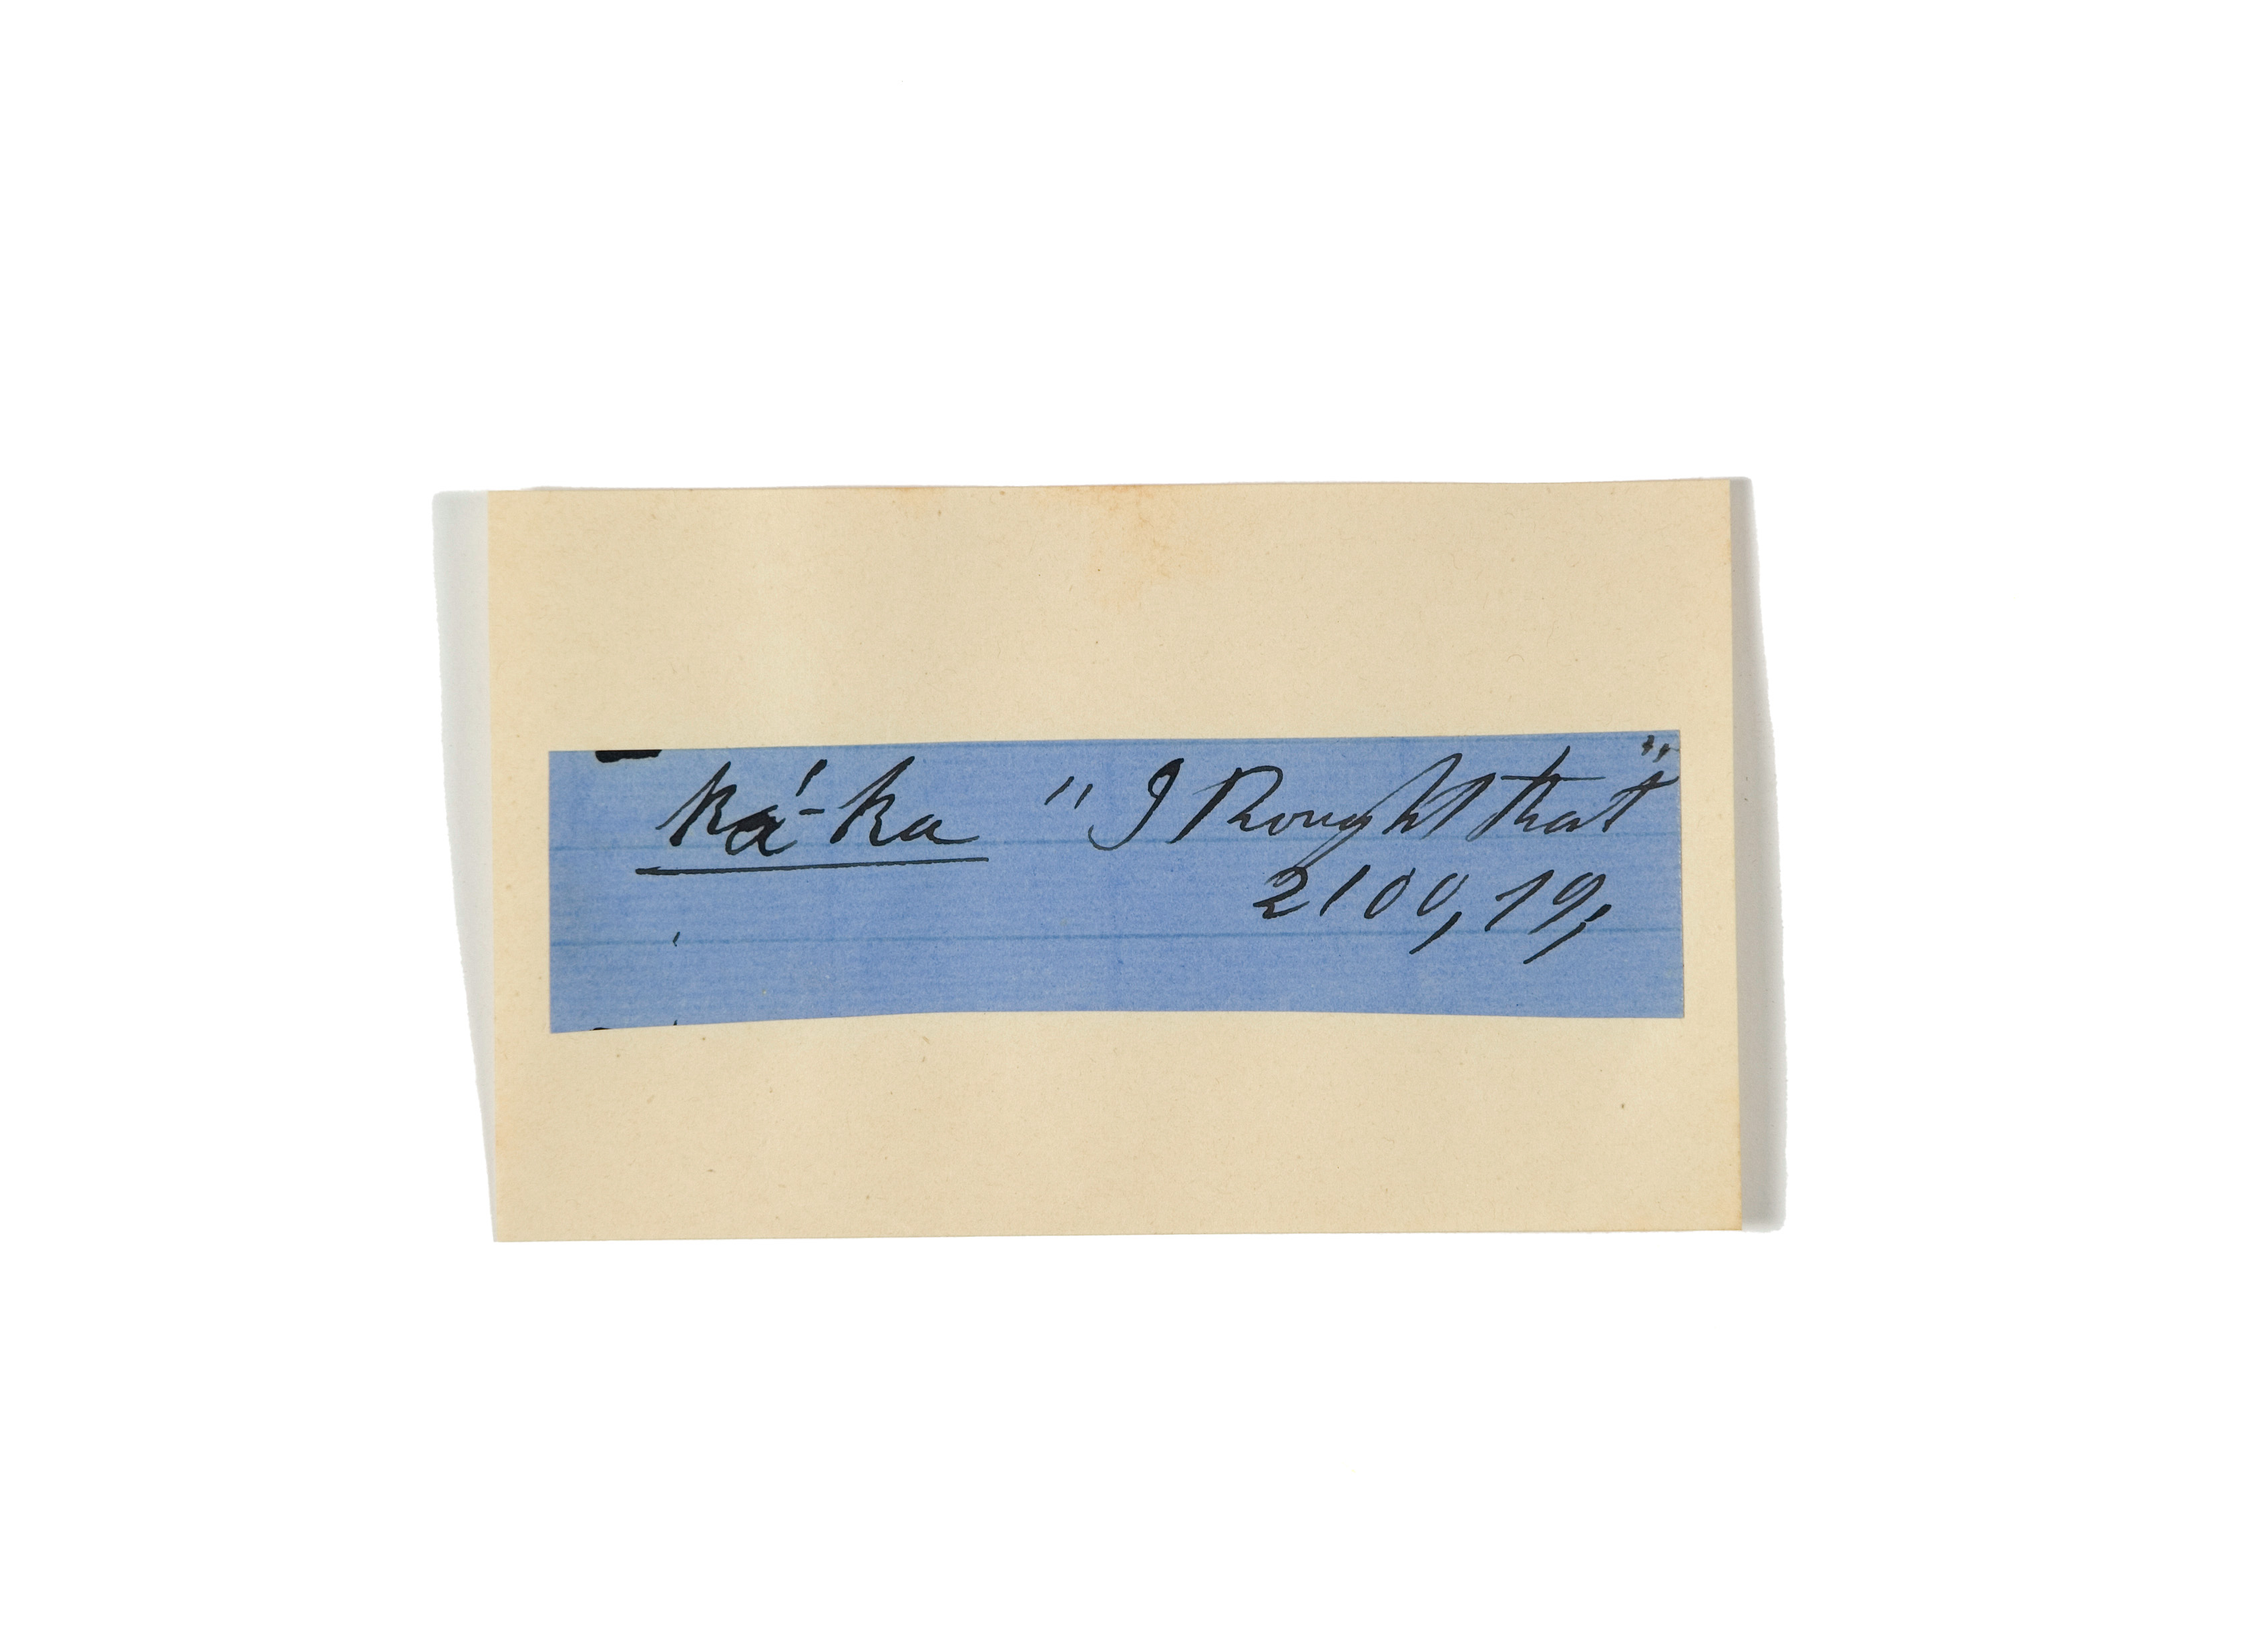 ká-ka " I thought that "
2100, 19,